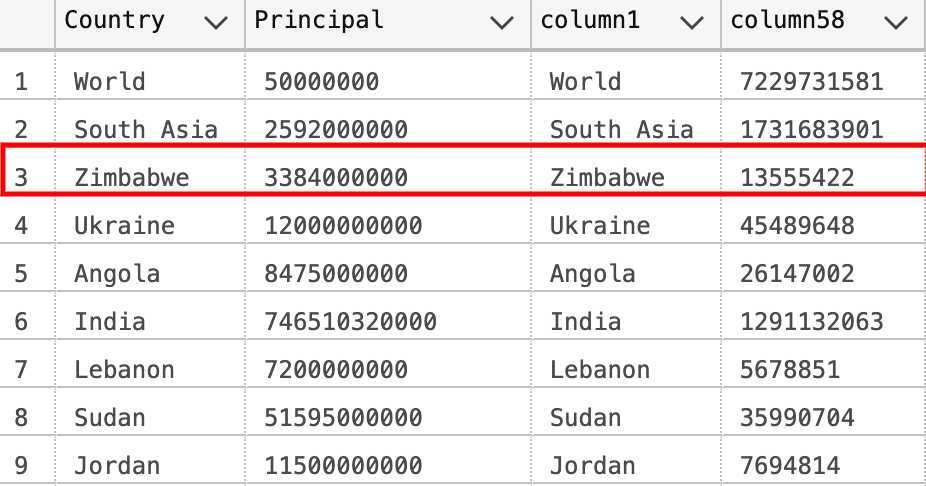 Country Principal column1 column58
1 World 50000000 World 7229731581
2 South Asia 2592000000 South Asia 1731683901
3 Zimbabwe 3384000000 Zimbabwe 13555422
4 Ukraine 12000000000 Ukraine 45489648
5 Angola 8475000000 Angola 26147002
6 India 746510320000 India 1291132063
7 Lebanon 7200000000 Lebanon 5678851
8 Sudan 51595000000 Sudan 35990704
9 Jordan 11500000000 Jordan 7694814